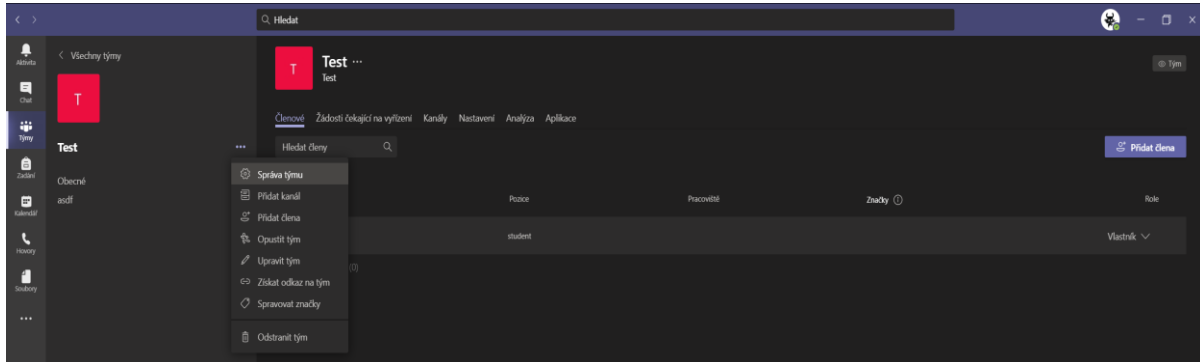 Hledat
Aktivita
Chat
Týmy
Zadání
Kalendář
Hovory
Soubory
Všechny týmy
T
Test
Obecné
asdf
Správa týmu
Přidat kanál
Přidat člena
Opustit tým
Upravit tým
Získat odkaz na tým
Spravovat značky
Odstranit tým
T
Test
Test
Tým
Členové Žádosti čekající na vyřízení Kanály Nastavení Analýza Aplikace
Hledat členy
Přidat člena
Pozice Pracoviště Značky Role
student Vlastník
(0)